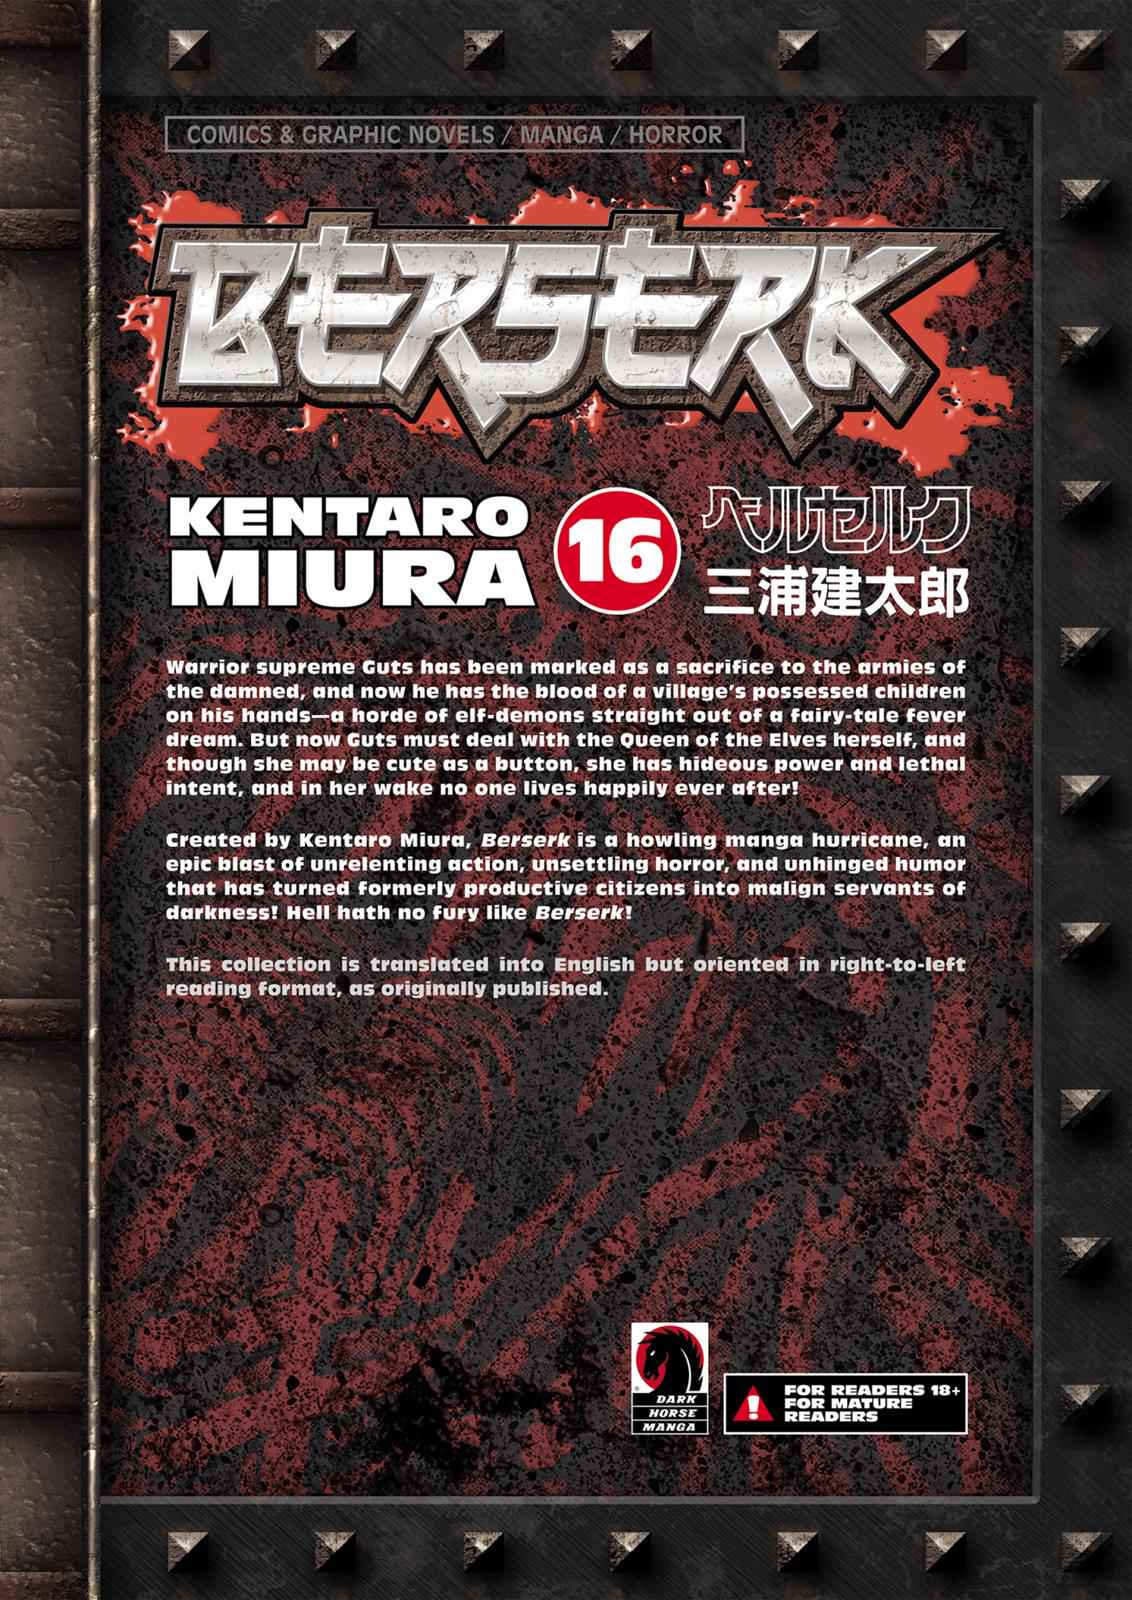 COMICS & GRAPHIC NOVELS / MANGA / HORROR
BERSERK
KENTARO
MIURA
16
ベルセルク
三浦建太郎
Warrior supreme Guts has been marked as a sacrifice to the armies of
the damned, and now he has the blood of a village's possessed children
on his hands—a horde of elf-demons straight out of a fairy-tale fever
dream. But now Guts must deal with the Queen of the Elves herself, and
though she may be cute as a button, she has hideous power and lethal
intent, and in her wake no one lives happily ever after!
Created by Kentaro Miura, Berserk is a howling manga hurricane, an
epic blast of unrelenting action, unsettling horror, and unhinged humor
that has turned formerly productive citizens into malign servants of
darkness! Hell hath no fury like Berserk!
This collection is translated into English but oriented in right-to-left
reading format, as originally published.
DARK
HORSE
MANGA
®
!
FOR READERS 18+
FOR MATURE
READERS